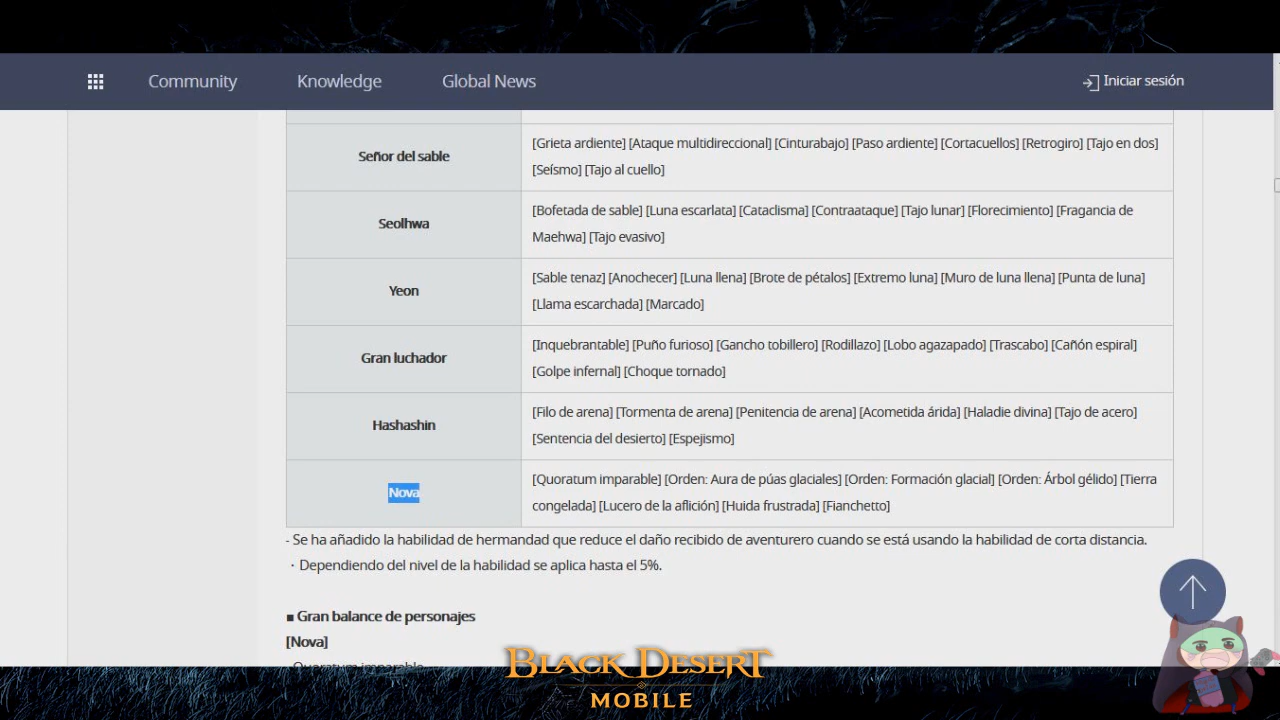 Community Knowledge Global News Iniciar sesión
Señor del sable
[Grieta ardiente] [Ataque multidireccional] [Cinturabajo] [Paso ardiente] [Cortacuellos] [Retrogiro] [Tajo en dos]
[Seísmo] [Tajo al cuello]
Seolhwa
[Bofetada de sable] [Luna escarlata] [Cataclisma] [Contraataque] [Tajo lunar] [Florecimiento] [Fragancia de
Maehwa] [Tajo evasivo]
Yeon
[Sable tenaz] [Anochecer] [Luna llena] [Brote de pétalos] [Extremo luna] [Muro de luna llena] [Punta de luna]
[Llama escarchada] [Marcado]
Gran luchador
[Inquebrantable] [Puño furioso] [Gancho tobillero] [Rodillazo] [Lobo agazapado] [Trascabo] [Cañón espiral]
[Golpe infernal] [Choque tornado]
Hashashin
[Filo de arena] [Tormenta de arena] [Penitencia de arena] [Acometida árida] [Haladie divina] [Tajo de acero]
[Sentencia del desierto] [Espejismo]
Nova
[Quoratum imparable] [Orden: Aura de púas glaciales] [Orden: Formación glacial] [Orden: Árbol gélido] [Tierra
congelada] [Lucero de la aflición] [Huida frustrada] [Fianchetto]
- Se ha añadido la habilidad de hermandad que reduce el daño recibido de aventurero cuando se está usando la habilidad de corta distancia.
・Dependiendo del nivel de la habilidad se aplica hasta el 5%.
■ Gran balance de personajes
[Nova]
- Quoratum imparable
BLACK DESERT
MOBILE